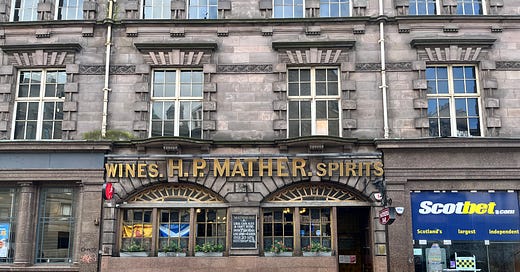 WINES. H.P. MATHER. SPIRITS
Scotbet.com
Scotland's largest independent